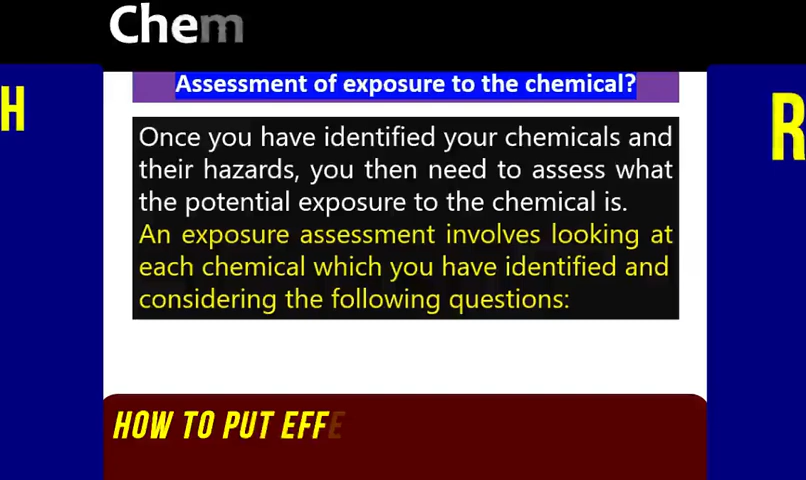 Chem
H
R
Assessment of exposure to the chemical?
Once you have identified your chemicals and
their hazards, you then need to assess what
the potential exposure to the chemical is.
An exposure assessment involves looking at
each chemical which you have identified and
considering the following questions:
HOW TO PUT EFFE